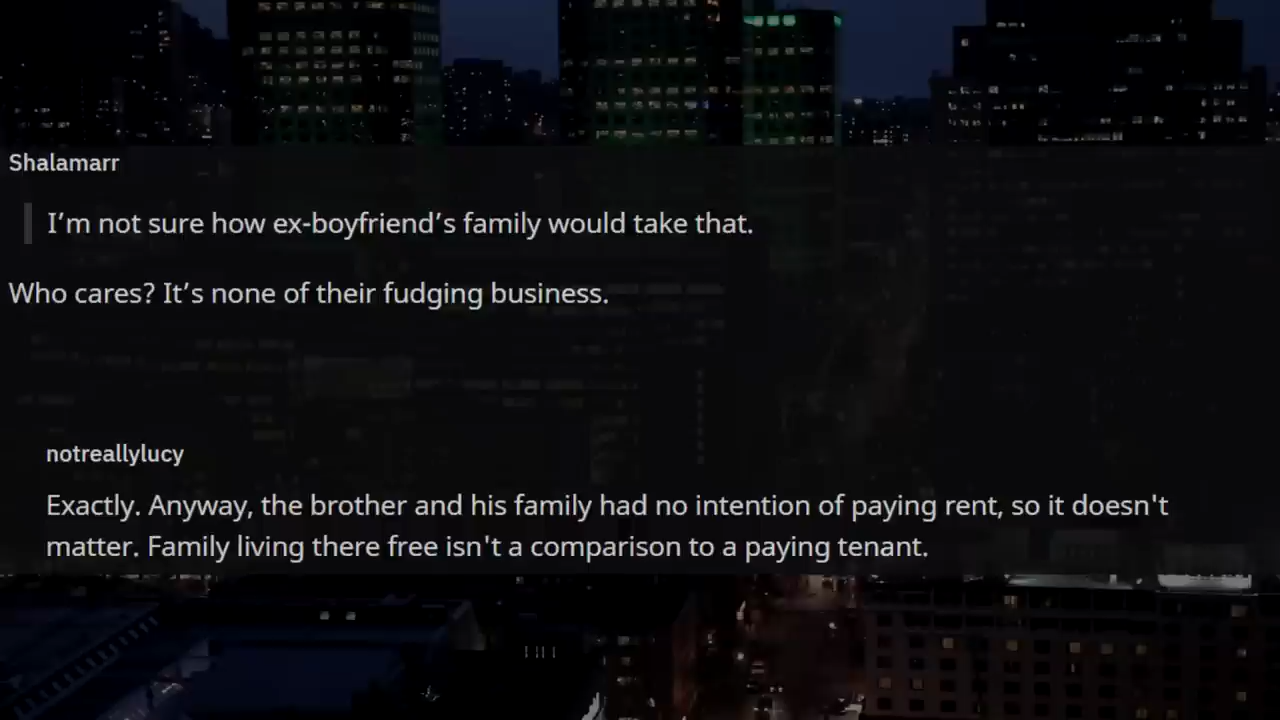 Shalamarr
I’m not sure how ex-boyfriend’s family would take that.
Who cares? It’s none of their fudging business.
notreallylucy
Exactly. Anyway, the brother and his family had no intention of paying rent, so it doesn't
matter. Family living there free isn't a comparison to a paying tenant.